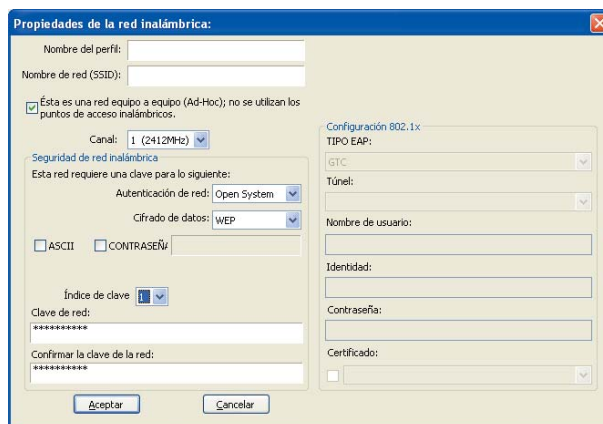 Propiedades de la red inalámbrica:
Nombre del perfil:
Nombre de red (SSID):
Ésta es una red equipo a equipo (Ad-Hoc); no se utilizan los
puntos de acceso inalámbricos.
Canal: 1 (2412MHz)
Seguridad de red inalámbrica
Esta red requiere una clave para lo siguiente:
Autenticación de red: Open System
Cifrado de datos: WEP
ASCII CONTRASEÑA
Índice de clave 1
Clave de red:
**********
Confirmar la clave de la red:
**********
Aceptar Cancelar
Configuración 802.1x
TIPO EAP:
GTC
Túnel:
Nombre de usuario:
Identidad:
Contraseña:
Certificado: